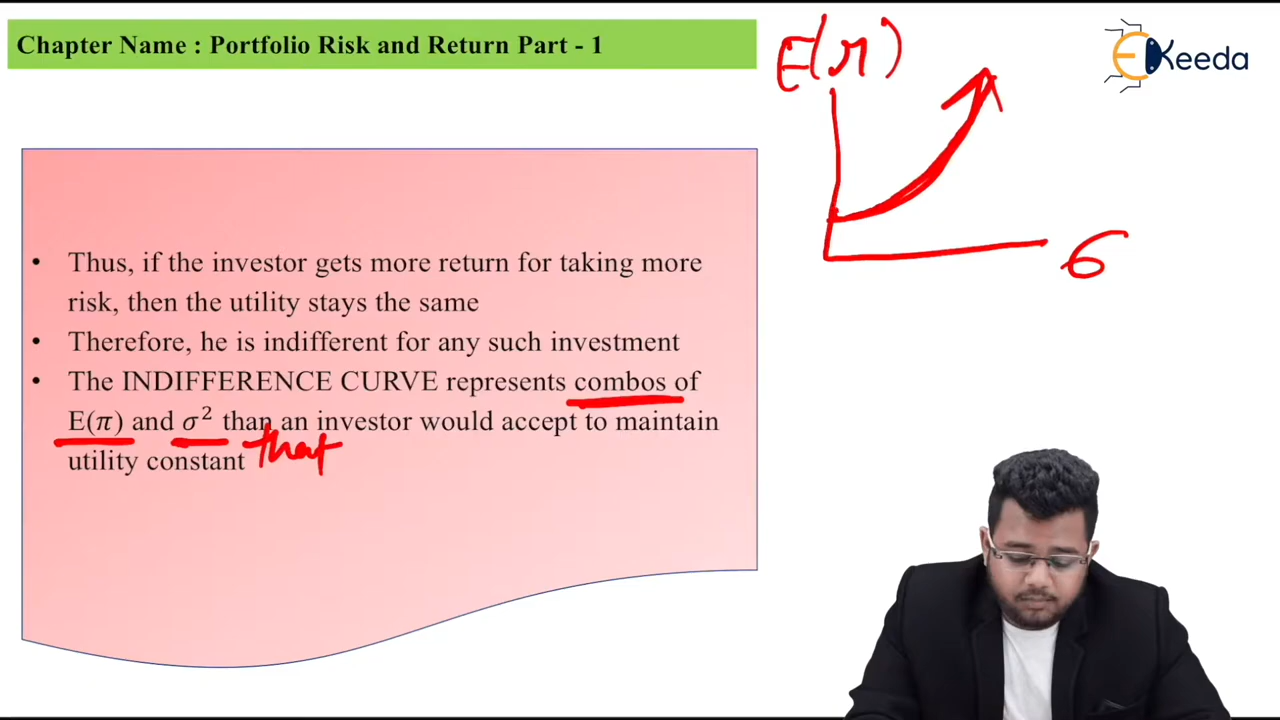 Chapter Name : Portfolio Risk and Return Part - 1
E(r)
EKeeda
σ
• Thus, if the investor gets more return for taking more
risk, then the utility stays the same
• Therefore, he is indifferent for any such investment
• The INDIFFERENCE CURVE represents combos of
E(π) and σ² than an investor would accept to maintain
utility constant that